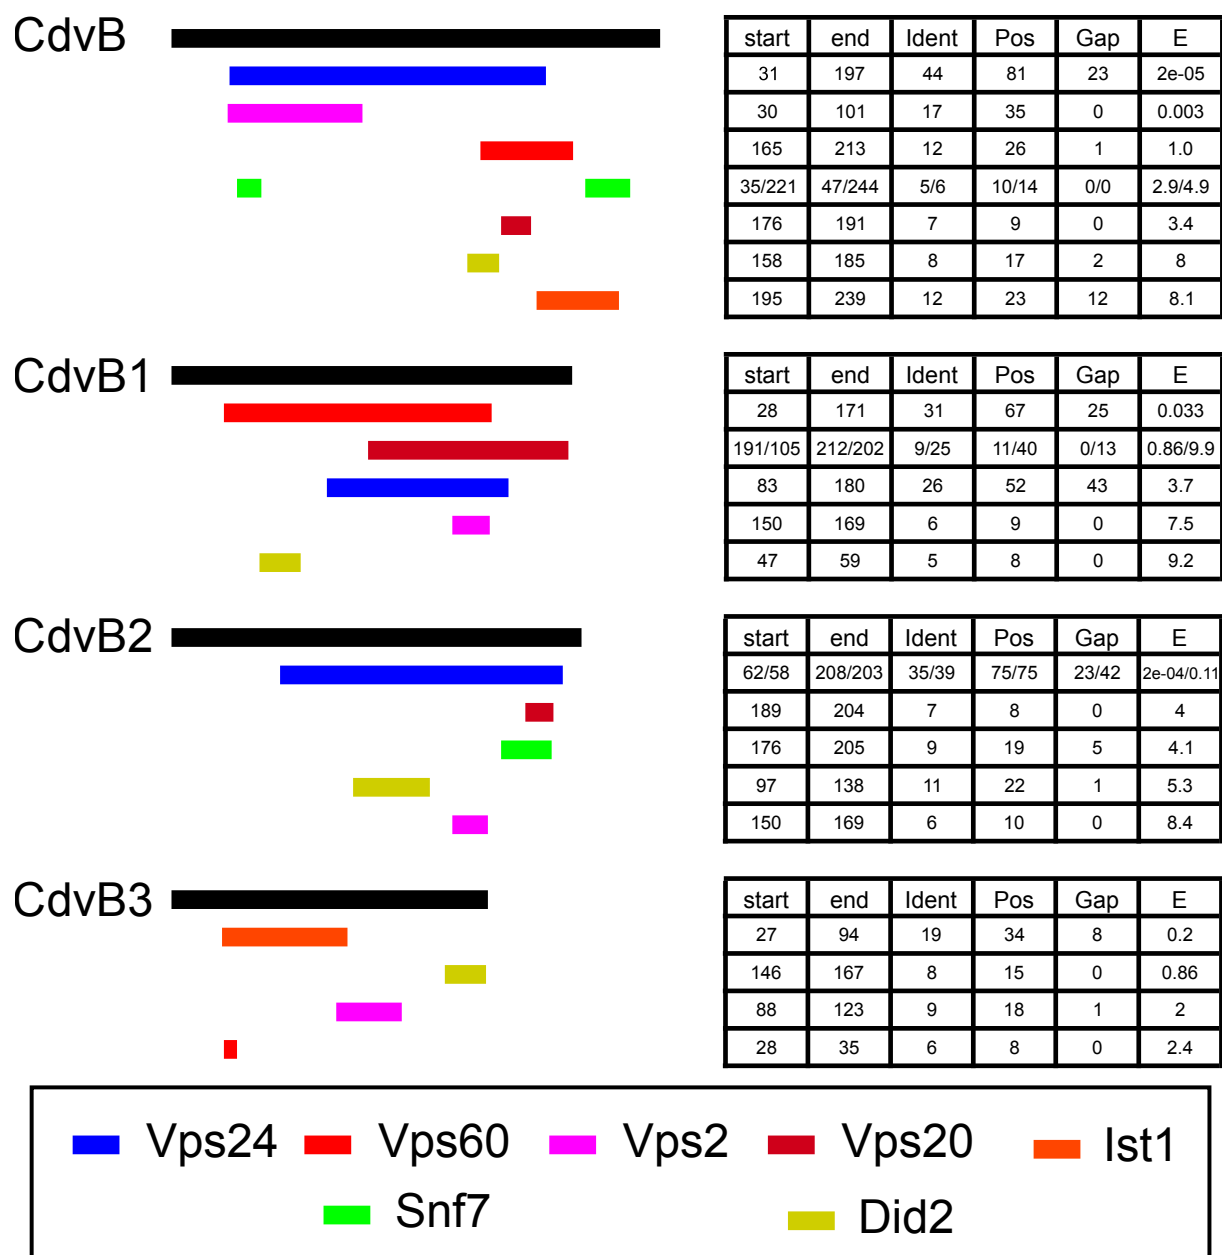 CdvB
start end Ident Pos Gap E
31 197 44 81 23 2e-05
30 101 17 35 0 0.003
165 213 12 26 1 1.0
35/221 47/244 5/6 10/14 0/0 2.9/4.9
176 191 7 9 0 3.4
158 185 8 17 2 8
195 239 12 23 12 8.1
CdvB1
start end Ident Pos Gap E
28 171 31 67 25 0.033
191/105 212/202 9/25 11/40 0/13 0.86/9.9
83 180 26 52 43 3.7
150 169 6 9 0 7.5
47 59 5 8 0 9.2
CdvB2
start end Ident Pos Gap E
62/58 208/203 35/39 75/75 23/42 2e-04/0.11
189 204 7 8 0 4
176 205 9 19 5 4.1
97 138 11 22 1 5.3
150 169 6 10 0 8.4
CdvB3
start end Ident Pos Gap E
27 94 19 34 8 0.2
146 167 8 15 0 0.86
88 123 9 18 1 2
28 35 6 8 0 2.4
Vps24 Vps60 Vps2 Vps20 Ist1
Snf7 Did2